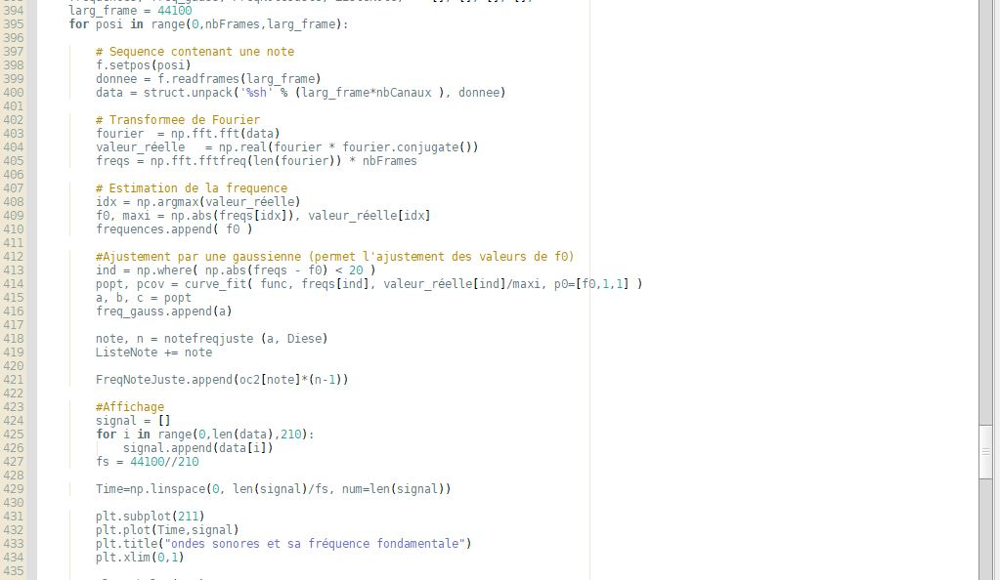 394 larg_frame = 44100
395 for posi in range(0,nbFrames,larg_frame):
396
397 # Sequence contenant une note
398 f.setpos(posi)
399 donnee = f.readframes(larg_frame)
400 data = struct.unpack('%sh' % (larg_frame*nbCanaux ), donnee)
401
402 # Transformee de Fourier
403 fourier  = np.fft.fft(data)
404 valeur_réelle   = np.real(fourier * fourier.conjugate())
405 freqs = np.fft.fftfreq(len(fourier)) * nbFrames
406
407 # Estimation de la frequence
408 idx = np.argmax(valeur_réelle)
409 f0, maxi = np.abs(freqs[idx]), valeur_réelle[idx]
410 frequences.append( f0 )
411
412 #Ajustement par une gaussienne (permet l'ajustement des valeurs de f0)
413 ind = np.where( np.abs(freqs - f0) < 20 )
414 popt, pcov = curve_fit( func, freqs[ind], valeur_réelle[ind]/maxi, p0=[f0,1,1] )
415 a, b, c = popt
416 freq_gauss.append(a)
417
418 note, n = notefreqjuste (a, Diese)
419 ListeNote += note
420
421 FreqNoteJuste.append(oc2[note]*(n-1))
422
423 #Affichage
424 signal = []
425 for i in range(0,len(data),210):
426 signal.append(data[i])
427 fs = 44100//210
428
429 Time=np.linspace(0, len(signal)/fs, num=len(signal))
430
431 plt.subplot(211)
432 plt.plot(Time,signal)
433 plt.title("ondes sonores et sa fréquence fondamentale")
434 plt.xlim(0,1)
435